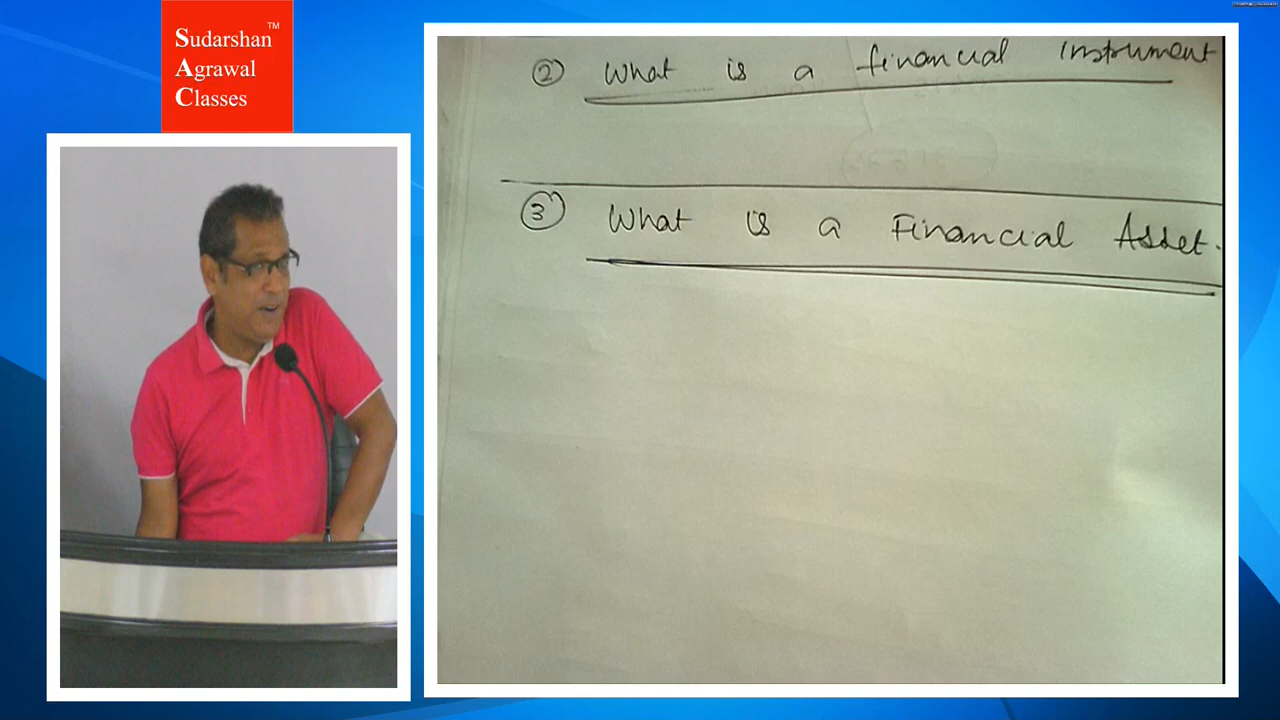 Sudarshan™
Agrawal
Classes
② What is a financial instrument
③ What is a Financial Asset.